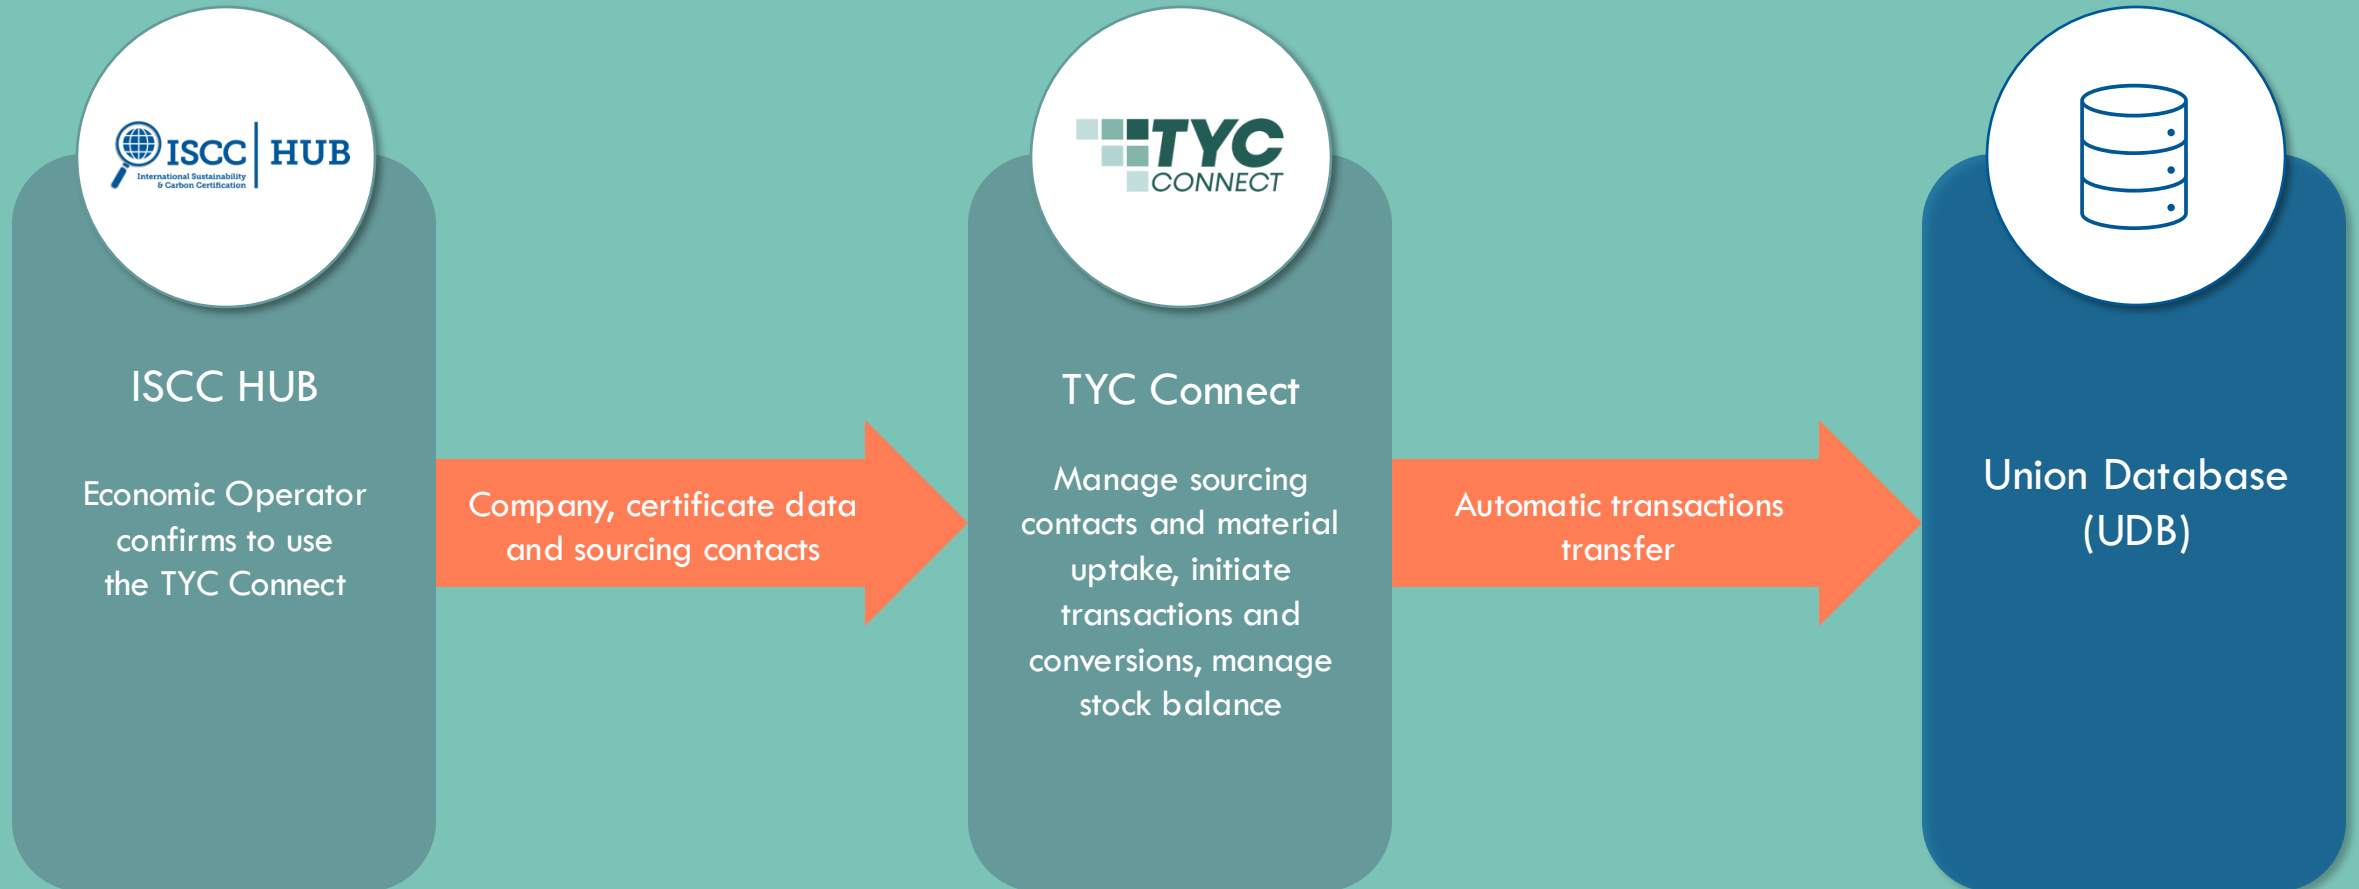 ISCC HUB
International Sustainability
& Carbon Certification
ISCC HUB
Economic Operator
confirms to use
the TYC Connect
Company, certificate data
and sourcing contacts
TYC
CONNECT
TYC Connect
Manage sourcing
contacts and material
uptake, initiate
transactions and
conversions, manage
stock balance
Automatic transactions
transfer
Union Database
(UDB)